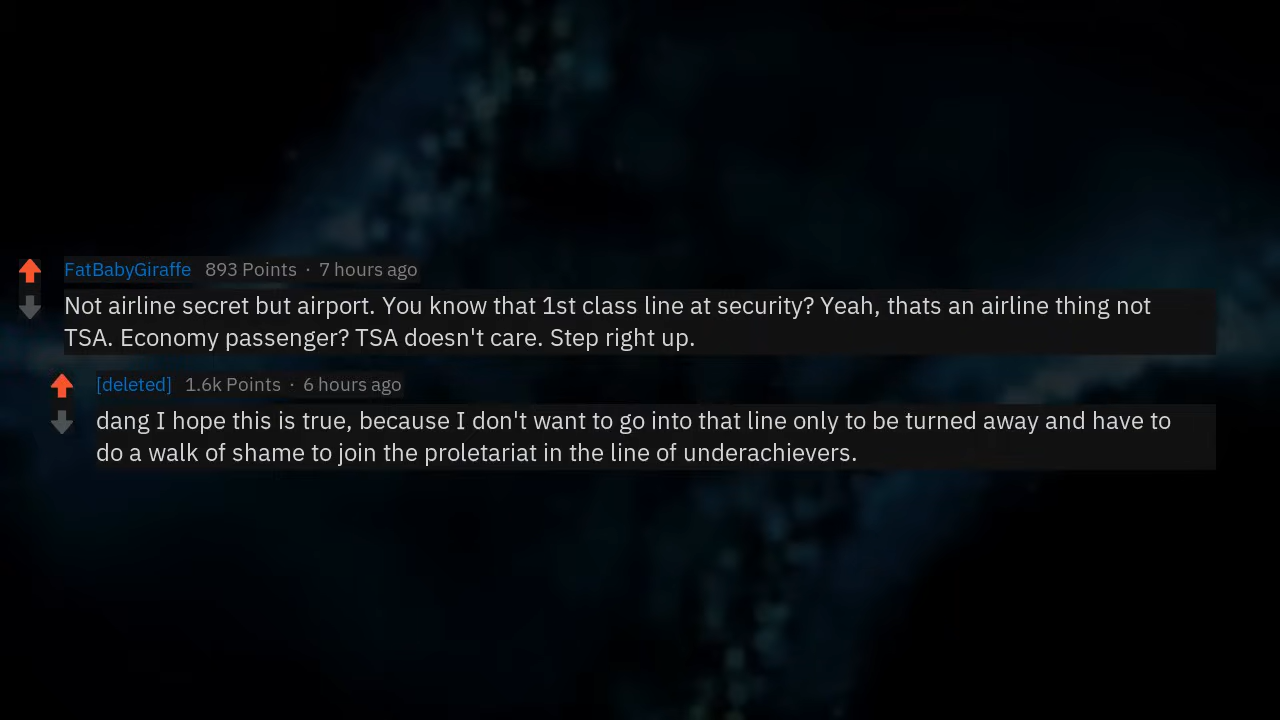 FatBabyGiraffe 893 Points · 7 hours ago
Not airline secret but airport. You know that 1st class line at security? Yeah, thats an airline thing not
TSA. Economy passenger? TSA doesn't care. Step right up.
[deleted] 1.6k Points · 6 hours ago
dang I hope this is true, because I don't want to go into that line only to be turned away and have to
do a walk of shame to join the proletariat in the line of underachievers.